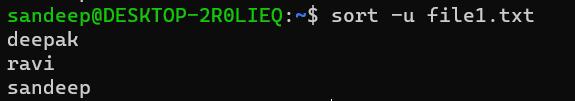 sandeep@DESKTOP-2R0LIEQ:~$ sort -u file1.txt
deepak
ravi
sandeep